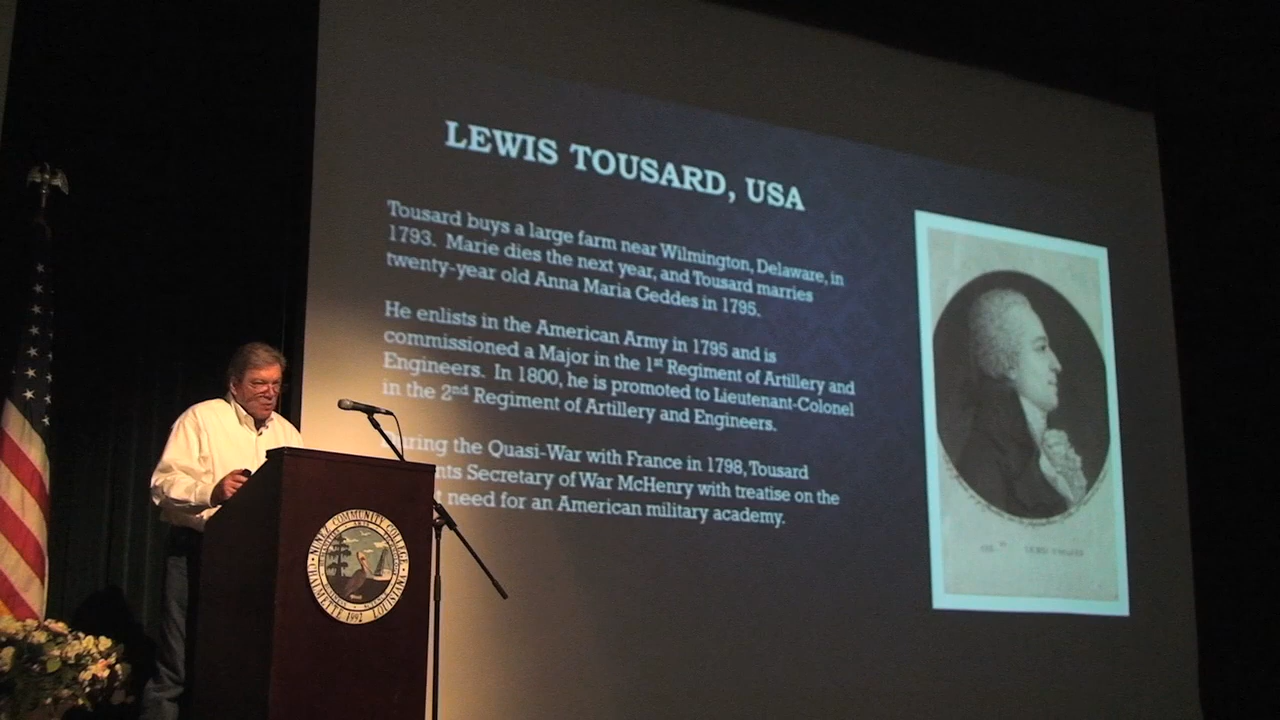 LEWIS TOUSARD, USA
Tousard buys a large farm near Wilmington, Delaware, in
1793. Marie dies the next year, and Tousard marries
twenty-year old Anna Maria Geddes in 1795.
He enlists in the American Army in 1795 and is
commissioned a Major in the 1st Regiment of Artillery and
Engineers. In 1800, he is promoted to Lieutenant-Colonel
in the 2nd Regiment of Artillery and Engineers.
the Quasi-War with France in 1798, Tousard
Secretary of War McHenry with treatise on the
need for an American military academy.
NUNEZ COMMUNITY COLLEGE
CHALMETTE 1992 LOUISIANA